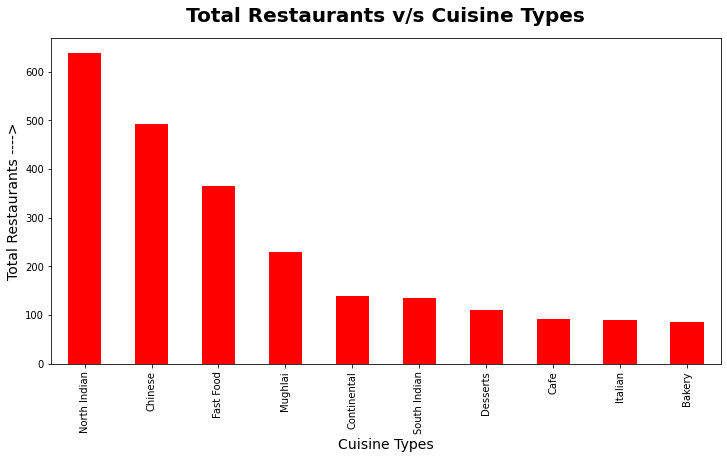 Total Restaurants v/s Cuisine Types
Total Restaurants ---->
600
500
400
300
200
100
0
North Indian
Chinese
Fast Food
Mughlai
Continental
South Indian
Desserts
Cafe
Italian
Bakery
Cuisine Types